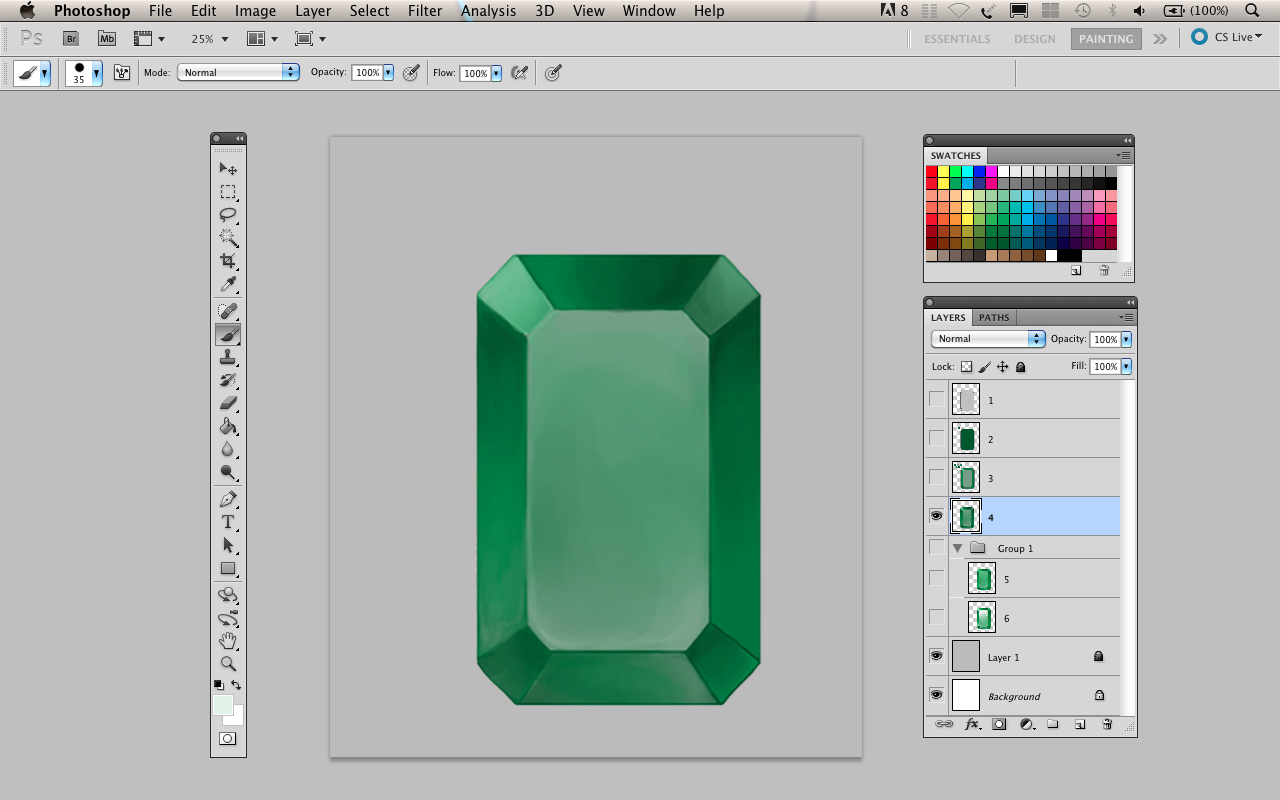 Photoshop File Edit Image Layer Select Filter Analysis 3D View Window Help 8 (100%)
Ps Br Mb 25% ESSENTIALS DESIGN PAINTING CS Live
35 Mode: Normal Opacity: 100% Flow: 100%
SWATCHES
LAYERS PATHS
Normal Opacity: 100%
Lock: Fill: 100%
1
2
3
4
Group 1
5
6
Layer 1
Background
fx
T